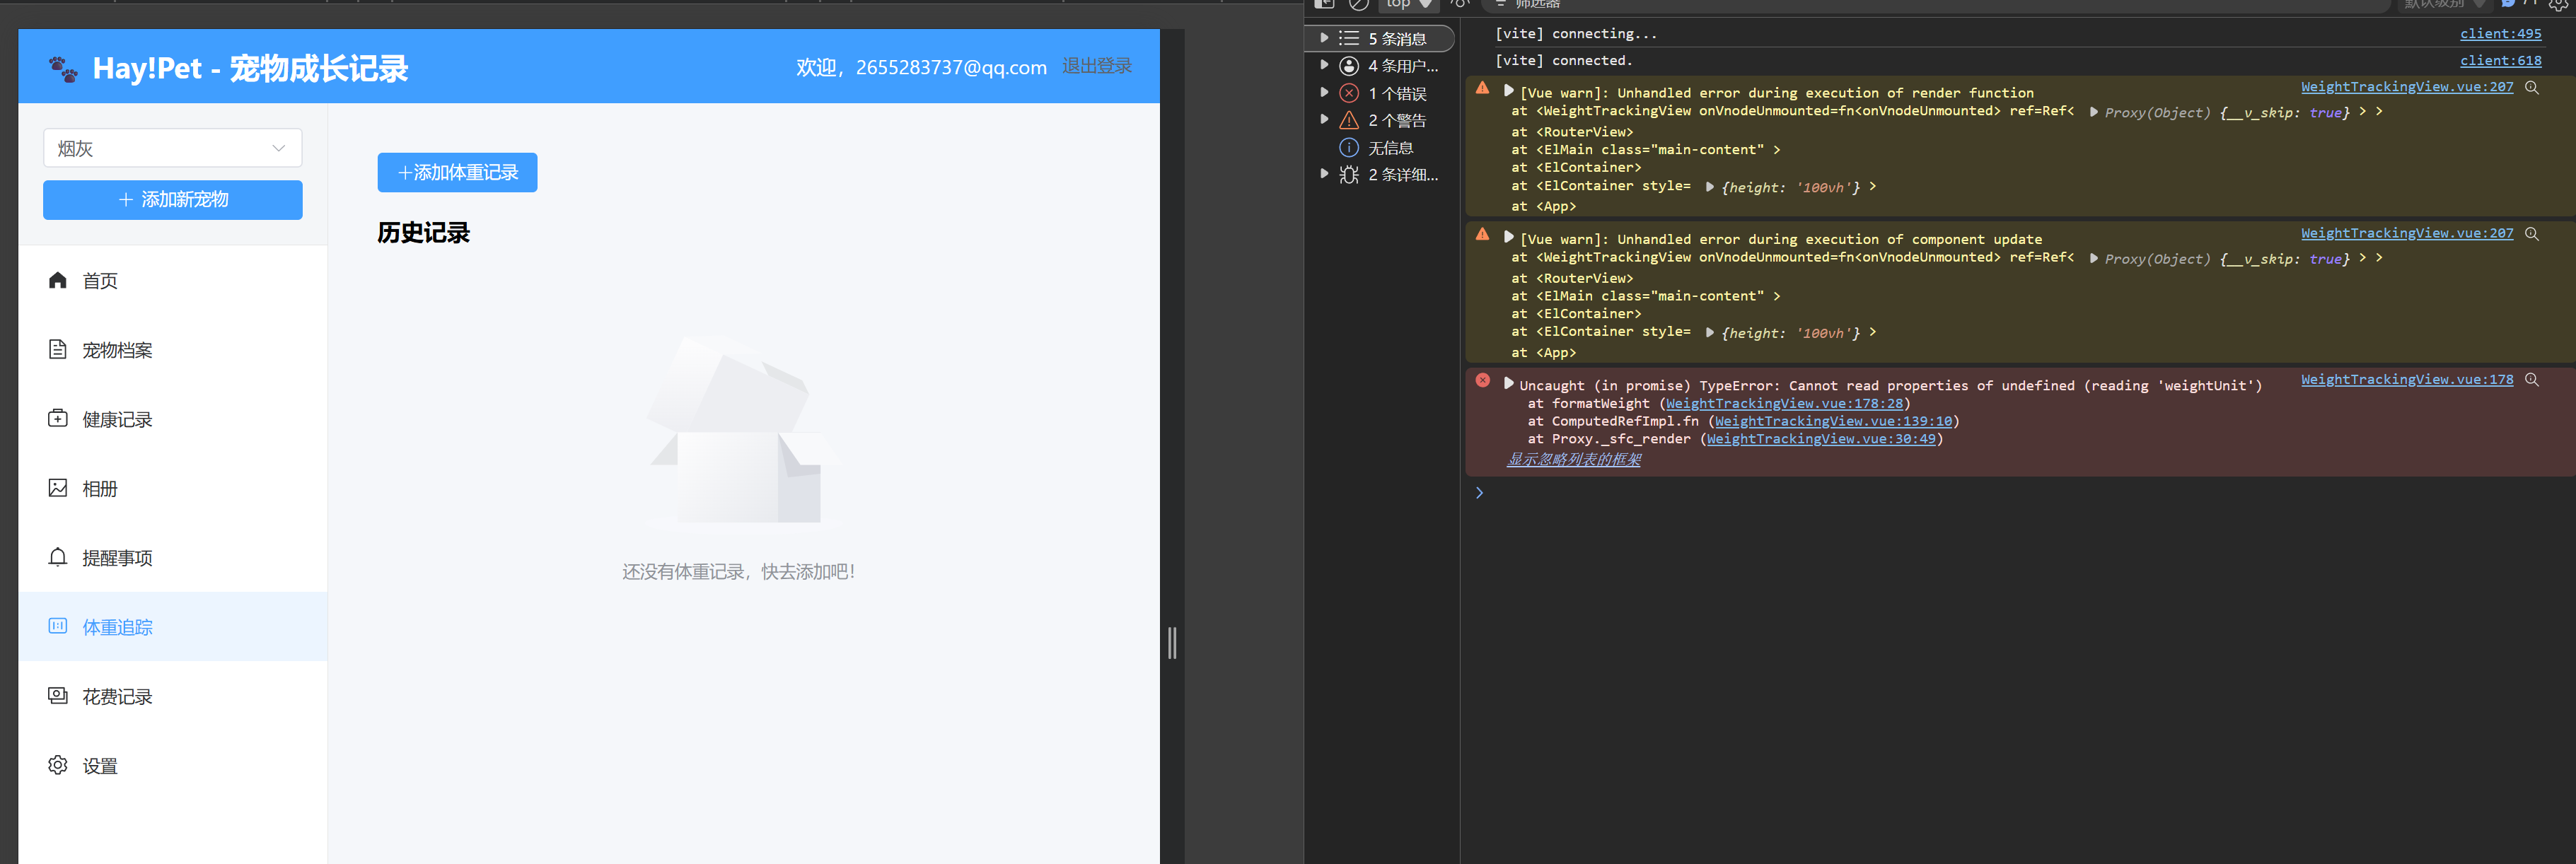 Hay!Pet - 宠物成长记录
欢迎，2655283737@qq.com 退出登录
烟灰
+ 添加新宠物
首页
宠物档案
健康记录
相册
提醒事项
体重追踪
花费记录
设置
+添加体重记录
历史记录
还没有体重记录，快去添加吧！
top
筛选器
默认级别
5 条消息
4 条用户...
1 个错误
2 个警告
无信息
2 条详细...
[vite] connecting... client:495
[vite] connected. client:618
[Vue warn]: Unhandled error during execution of render function WeightTrackingView.vue:207
at <WeightTrackingView onVnodeUnmounted=fn<onVnodeUnmounted> ref=Ref< ▶ Proxy(Object) {__v_skip: true} > >
at <RouterView>
at <ElMain class="main-content" >
at <ElContainer>
at <ElContainer style= ▶ {height: '100vh'} >
at <App>
[Vue warn]: Unhandled error during execution of component update WeightTrackingView.vue:207
at <WeightTrackingView onVnodeUnmounted=fn<onVnodeUnmounted> ref=Ref< ▶ Proxy(Object) {__v_skip: true} > >
at <RouterView>
at <ElMain class="main-content" >
at <ElContainer>
at <ElContainer style= ▶ {height: '100vh'} >
at <App>
Uncaught (in promise) TypeError: Cannot read properties of undefined (reading 'weightUnit') WeightTrackingView.vue:178
at formatWeight (WeightTrackingView.vue:178:28)
at ComputedRefImpl.fn (WeightTrackingView.vue:139:10)
at Proxy._sfc_render (WeightTrackingView.vue:30:49)
显示忽略列表的框架